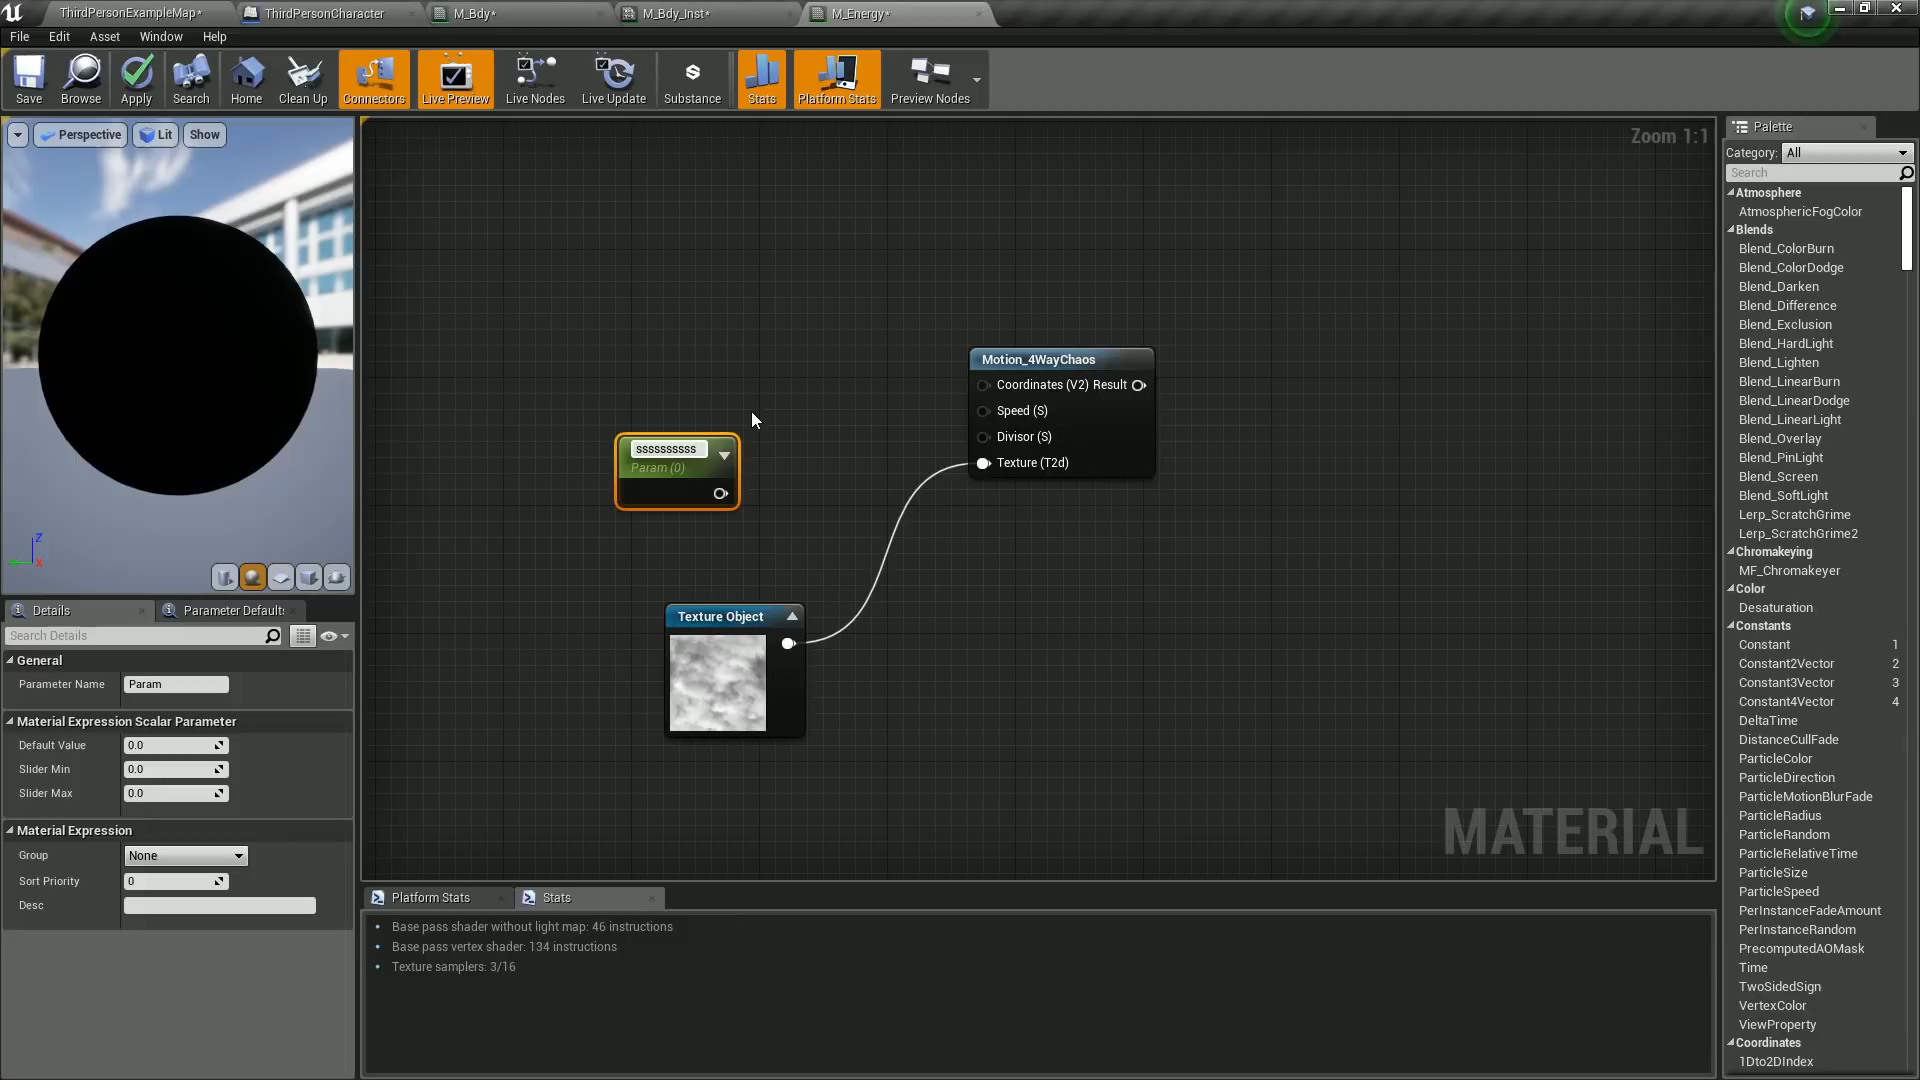 ThirdPersonExampleMap*
ThirdPersonCharacter
M_Bdy*
M_Bdy_Inst*
M_Energy*
File Edit Asset Window Help
Save
Browse
Apply
Search
Home
Clean Up
Connectors
Live Preview
Live Nodes
Live Update
Substance
Stats
Platform Stats
Preview Nodes
Perspective
Lit
Show
Z
X
Zoom 1:1
Motion_4WayChaos
Coordinates (V2) Result
Speed (S)
Divisor (S)
Texture (T2d)
ssssssssss
Param (0)
Texture Object
MATERIAL
Details
Parameter Default
Search Details
General
Parameter Name Param
Material Expression Scalar Parameter
Default Value 0.0
Slider Min 0.0
Slider Max 0.0
Material Expression
Group None
Sort Priority 0
Desc
Platform Stats
Stats
Base pass shader without light map: 46 instructions
Base pass vertex shader: 134 instructions
Texture samplers: 3/16
Palette
Category: All
Search
Atmosphere
AtmosphericFogColor
Blends
Blend_ColorBurn
Blend_ColorDodge
Blend_Darken
Blend_Difference
Blend_Exclusion
Blend_HardLight
Blend_Lighten
Blend_LinearBurn
Blend_LinearDodge
Blend_LinearLight
Blend_Overlay
Blend_PinLight
Blend_Screen
Blend_SoftLight
Lerp_ScratchGrime
Lerp_ScratchGrime2
Chromakeying
MF_Chromakeyer
Color
Desaturation
Constants
Constant 1
Constant2Vector 2
Constant3Vector 3
Constant4Vector 4
DeltaTime
DistanceCullFade
ParticleColor
ParticleDirection
ParticleMotionBlurFade
ParticleRadius
ParticleRandom
ParticleRelativeTime
ParticleSize
ParticleSpeed
PerInstanceFadeAmount
PerInstanceRandom
PrecomputedAOMask
Time
TwoSidedSign
VertexColor
ViewProperty
Coordinates
1Dto2DIndex